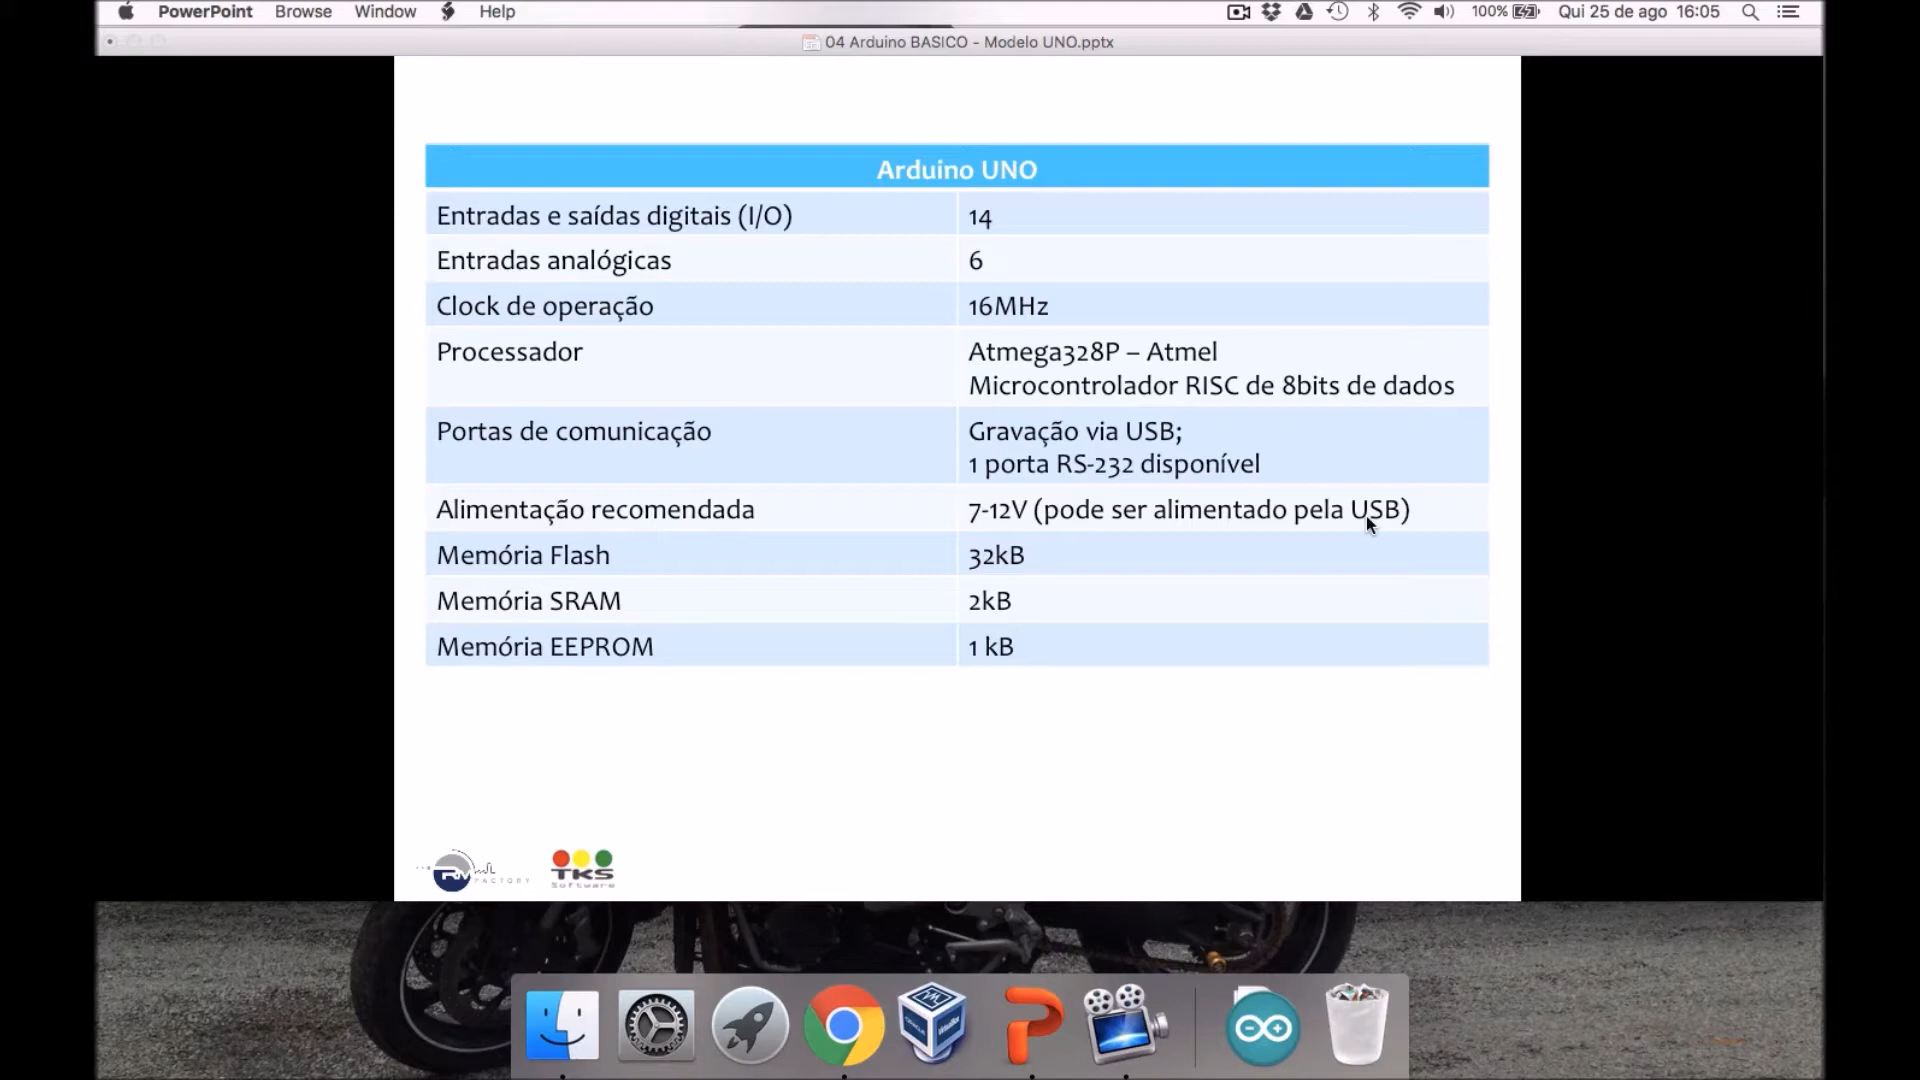 PowerPoint Browse Window Help
100% Qui 25 de ago 16:05
04 Arduino BASICO - Modelo UNO.pptx
Arduino UNO
Entradas e saídas digitais (I/O) 14
Entradas analógicas 6
Clock de operação 16MHz
Processador Atmega328P – Atmel
Microcontrolador RISC de 8bits de dados
Portas de comunicação Gravação via USB;
1 porta RS-232 disponível
Alimentação recomendada 7-12V (pode ser alimentado pela USB)
Memória Flash 32kB
Memória SRAM 2kB
Memória EEPROM 1 kB
RM
FACTORY
TKS
Software